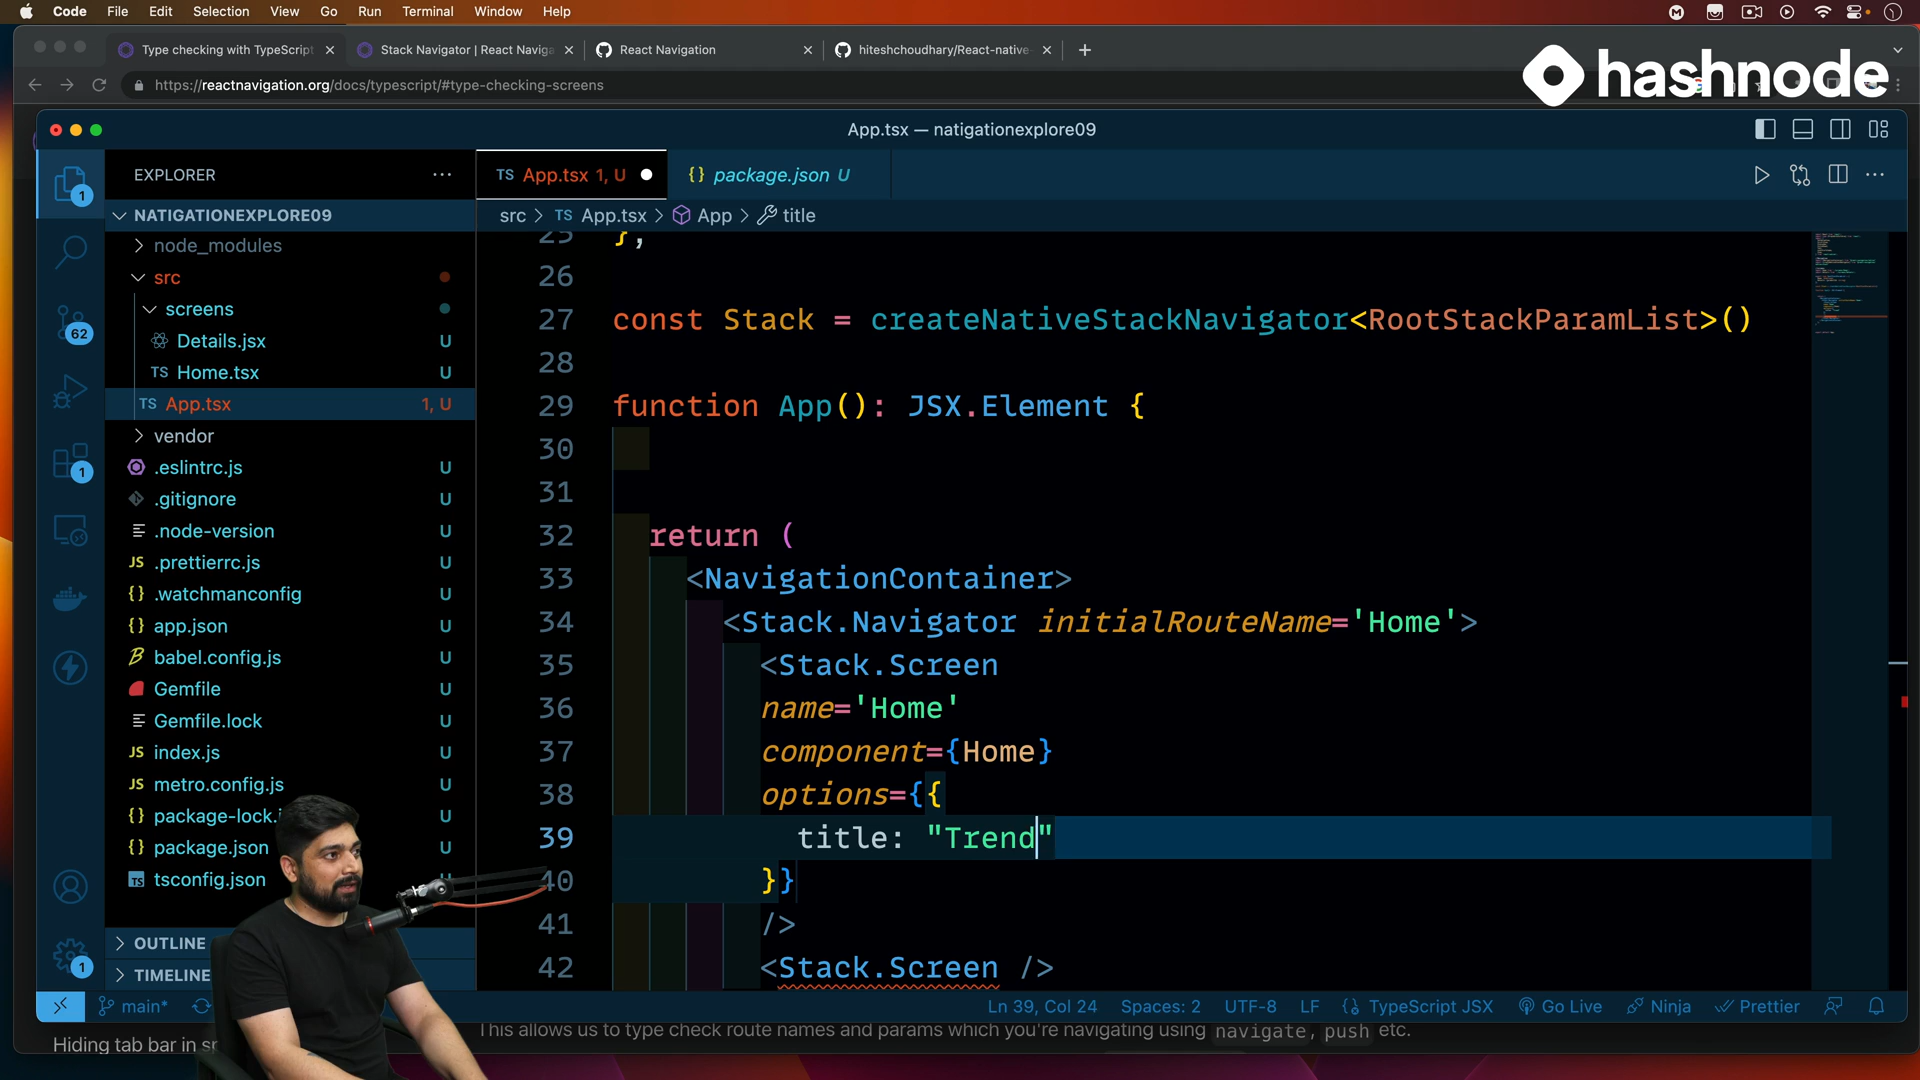 Code File Edit Selection View Go Run Terminal Window Help
Type checking with TypeScript
Stack Navigator | React Naviga
React Navigation
hiteshchoudhary/React-native-
https://reactnavigation.org/docs/typescript/#type-checking-screens
hashnode
App.tsx — natigationexplore09
EXPLORER
TS App.tsx 1, U
{} package.json U
src > TS App.tsx > App > title
NATIGATIONEXPLORE09
node_modules
src
screens
Details.jsx U
TS Home.tsx U
TS App.tsx 1, U
vendor
.eslintrc.js U
.gitignore U
.node-version U
JS .prettierrc.js U
{} .watchmanconfig U
{} app.json U
babel.config.js U
Gemfile U
Gemfile.lock U
JS index.js U
JS metro.config.js U
{} package-lock. U
{} package.json U
TS tsconfig.json
OUTLINE
TIMELINE
1
62
1
1
25 };
26
27 const Stack = createNativeStackNavigator<RootStackParamList>()
28
29 function App(): JSX.Element {
30
31
32 return (
33 <NavigationContainer>
34 <Stack.Navigator initialRouteName='Home'>
35 <Stack.Screen
36 name='Home'
37 component={Home}
38 options={{
39 title: "Trend"
40 }}
41 />
42 <Stack.Screen />
main*
Ln 39, Col 24 Spaces: 2 UTF-8 LF {} TypeScript JSX Go Live Ninja Prettier
This allows us to type check route names and params which you're navigating using navigate, push etc.
Hiding tab bar in